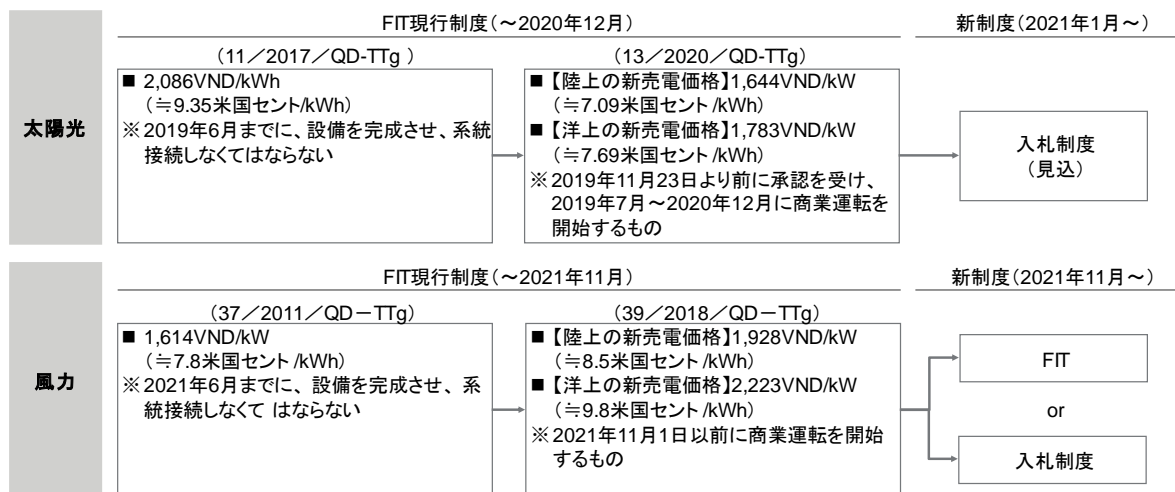 FIT現行制度(~2020年12月)
新制度(2021年1月~)
太陽光
(11/2017/QD-TTg )
■ 2,086VND/kWh
(≒9.35米国セント/kWh)
※2019年6月までに、設備を完成させ、系統
接続しなくてはならない
(13/2020/QD-TTg)
■【陸上の新売電価格】1,644VND/kW
(≒7.09米国セント/kWh)
■【洋上の新売電価格】1,783VND/kW
(≒7.69米国セント /kWh)
※2019年11月23日より前に承認を受け、
2019年7月~2020年12月に商業運転を
開始するもの
入札制度
(見込)
FIT現行制度(~2021年11月)
新制度(2021年11月~)
風力
(37/2011/QD-TTg)
■ 1,614VND/kW
(≒7.8米国セント /kWh)
※2021年6月までに、設備を完成させ、系
統接続しなくて はならない
(39/2018/QD-TTg)
■【陸上の新売電価格】1,928VND/kW
(≒8.5米国セント /kWh)
■【洋上の新売電価格】2,223VND/kW
(≒9.8米国セント /kWh)
※2021年11月1日以前に商業運転を開始
するもの
FIT
or
入札制度